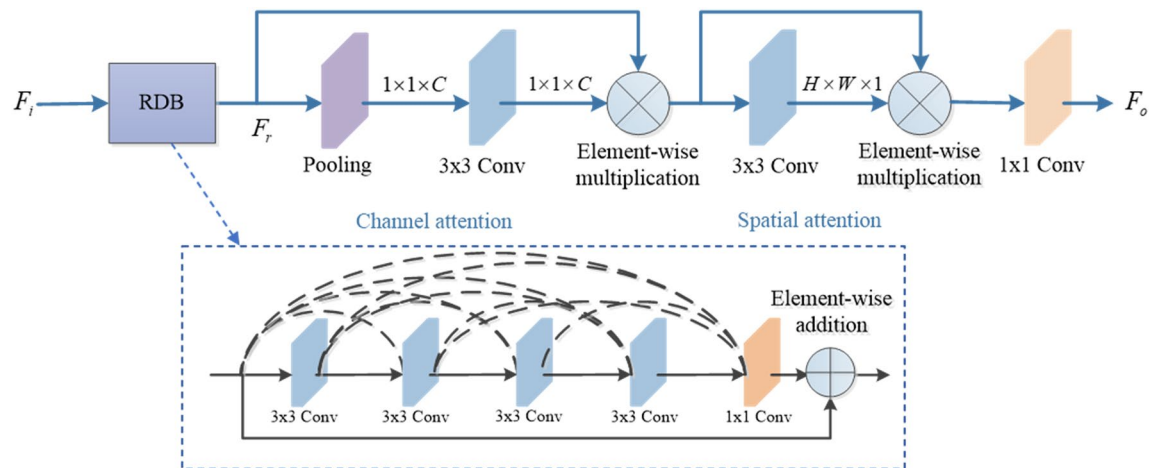 F_i
RDB
F_r
Pooling
1×1×C
3x3 Conv
1×1×C
Element-wise
multiplication
3x3 Conv
H×W×1
Element-wise
multiplication
1x1 Conv
F_o
Channel attention
Spatial attention
3x3 Conv
3x3 Conv
3x3 Conv
3x3 Conv
1x1 Conv
Element-wise
addition